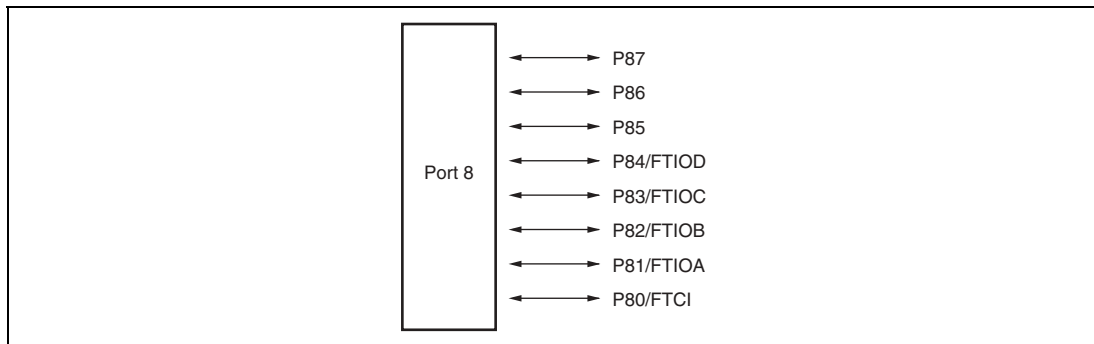 Port 8
P87
P86
P85
P84/FTIOD
P83/FTIOC
P82/FTIOB
P81/FTIOA
P80/FTCI